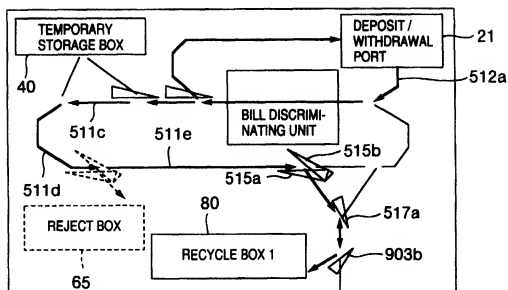 TEMPORARY
STORAGE BOX
40
DEPOSIT /
WITHDRAWAL
PORT
21
512a
BILL DISCRIMI-
NATING UNIT
511c
511e
515b
511d
515a
517a
REJECT BOX
65
80
RECYCLE BOX 1
903b